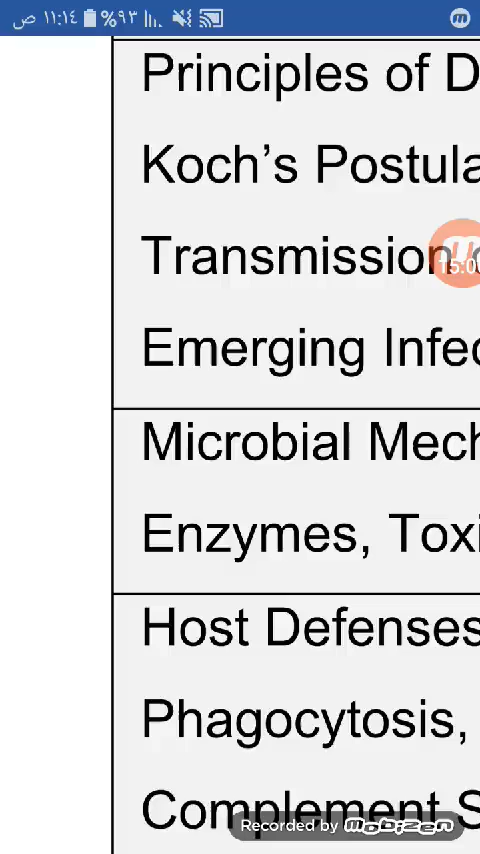 ص ١١:١٤ %٩٣
Principles of D
Koch's Postula
Transmission
15:0
Emerging Infec
Microbial Mech
Enzymes, Toxi
Host Defenses
Phagocytosis,
Complement S
Recorded by mobizen